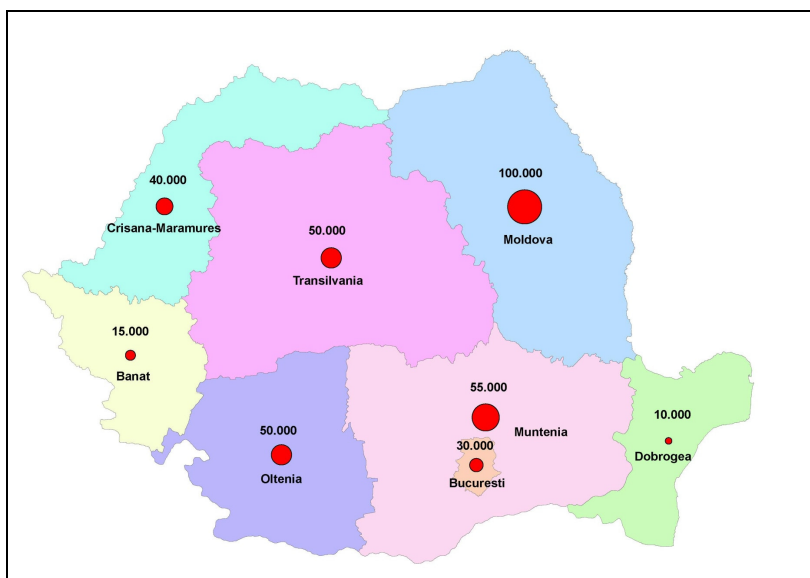 100.000
Moldova
40.000
Crisana-Maramures
50.000
Transilvania
15.000
Banat
55.000
Muntenia
10.000
Dobrogea
50.000
Oltenia
30.000
Bucuresti